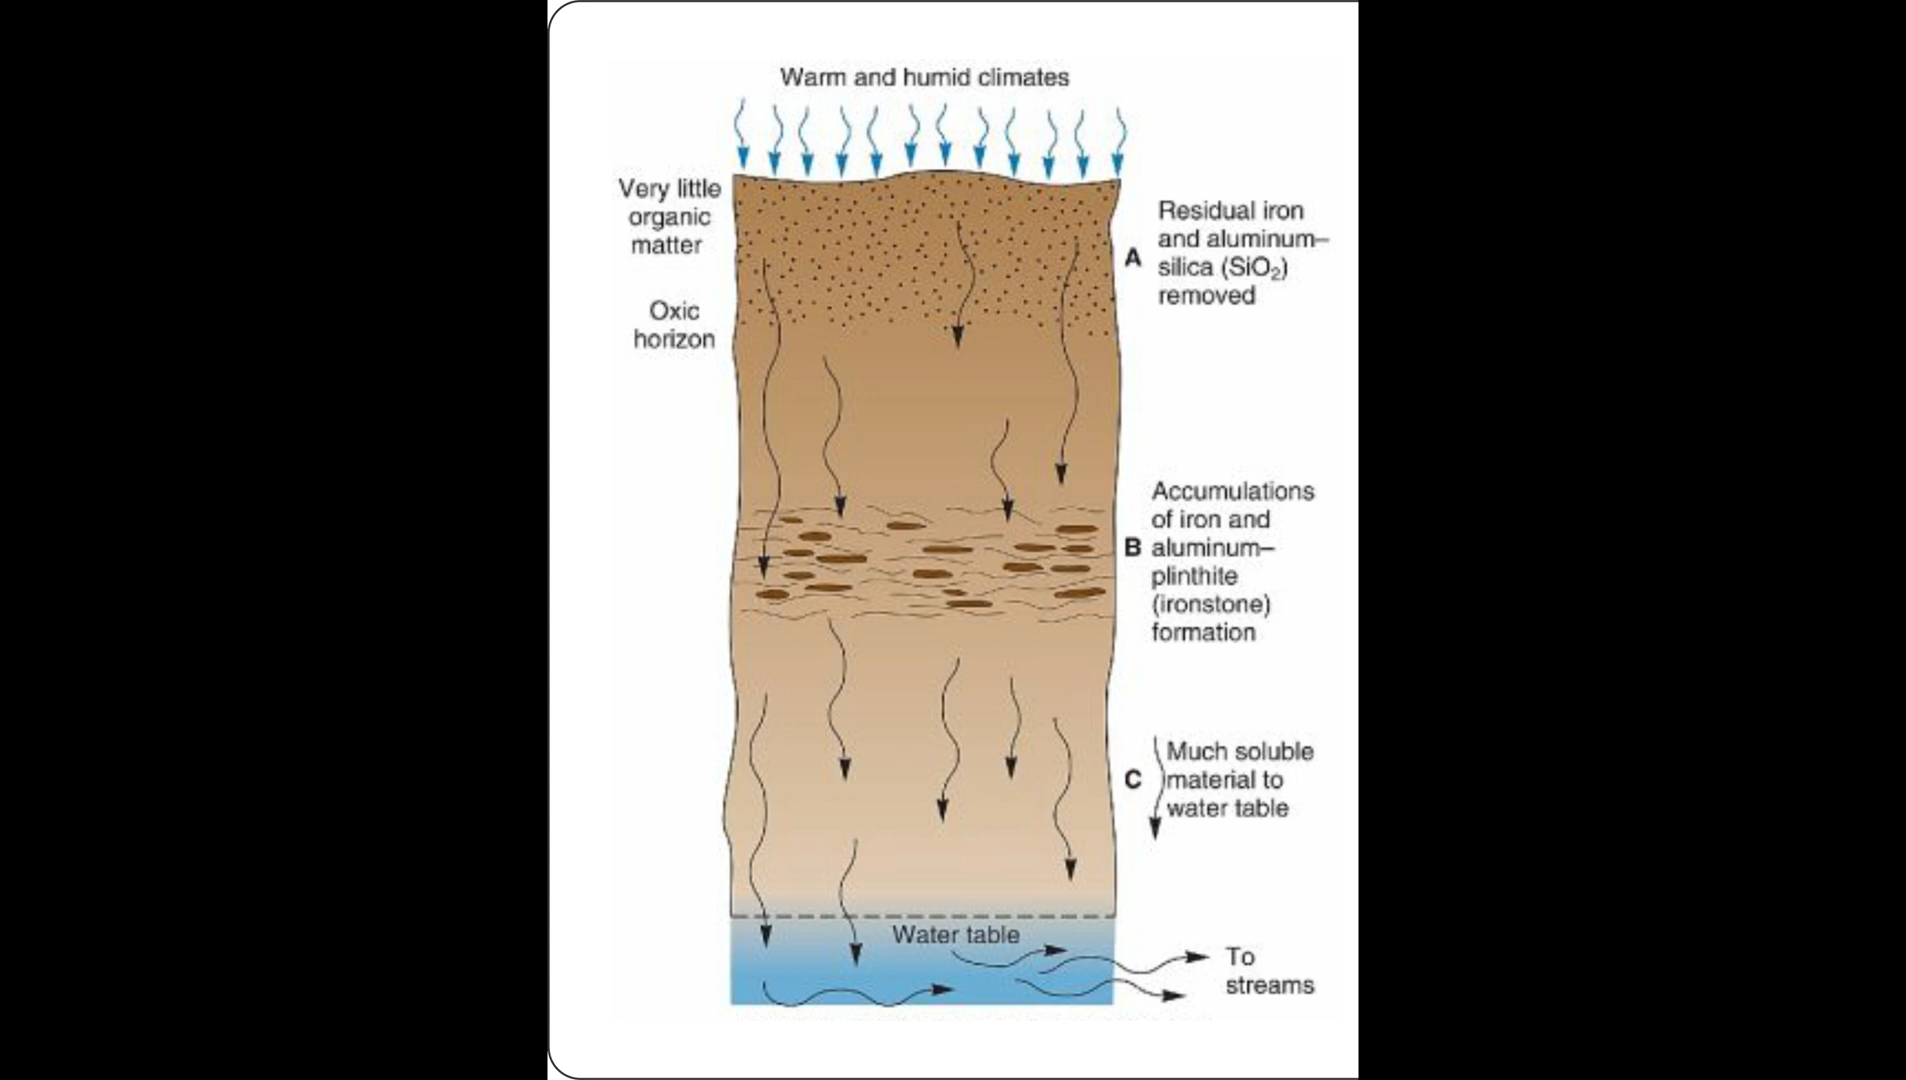 Warm and humid climates
Very little
organic
matter
Oxic
horizon
A
Residual iron
and aluminum–
silica (SiO₂)
removed
B
Accumulations
of iron and
aluminum–
plinthite
(ironstone)
formation
C
Much soluble
material to
water table
Water table
To
streams